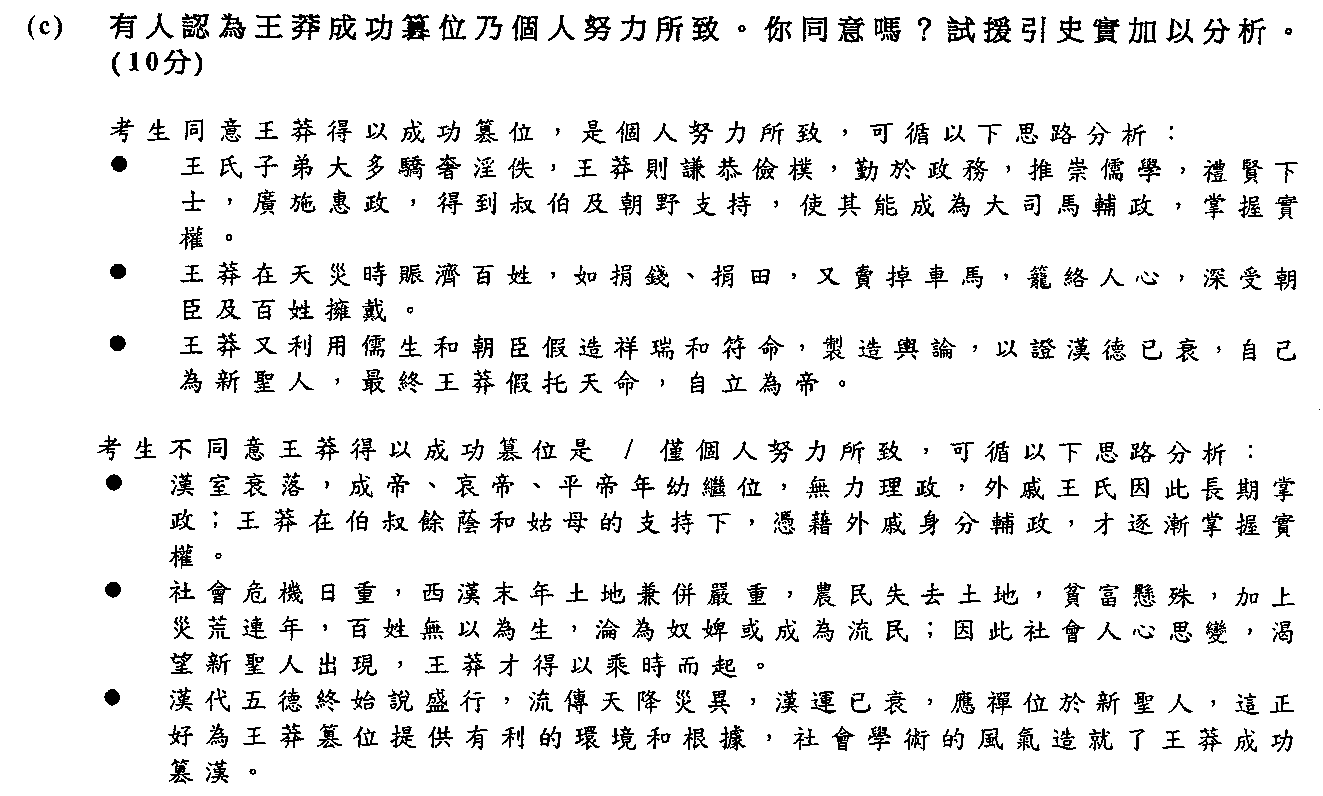 (c) 有人認為王莽成功篡位乃個人努力所致。你同意嗎？試援引史實加以分析。
(10分)
考生同意王莽得以成功篡位，是個人努力所致，可循以下思路分析：
● 王氏子弟大多驕奢淫佚，王莽則謙恭儉樸，勤於政務，推崇儒學，禮賢下
士，廣施惠政，得到叔伯及朝野支持，使其能成為大司馬輔政，掌握實
權。
● 王莽在天災時賑濟百姓，如捐錢、捐田，又賣掉車馬，籠絡人心，深受朝
臣及百姓擁戴。
● 王莽又利用儒生和朝臣假造祥瑞和符命，製造輿論，以證漢德已衰，自己
為新聖人，最終王莽假托天命，自立為帝。
考生不同意王莽得以成功篡位是 / 僅個人努力所致，可循以下思路分析：
● 漢室衰落，成帝、哀帝、平帝年幼繼位，無力理政，外戚王氏因此長期掌
政；王莽在伯叔餘蔭和姑母的支持下，憑藉外戚身分輔政，才逐漸掌握實
權。
● 社會危機日重，西漢末年土地兼併嚴重，農民失去土地，貧富懸殊，加上
災荒連年，百姓無以為生，淪為奴婢或成為流民；因此社會人心思變，渴
望新聖人出現，王莽才得以乘時而起。
● 漢代五德終始說盛行，流傳天降災異，漢運已衰，應禪位於新聖人，這正
好為王莽篡位提供有利的環境和根據，社會學術的風氣造就了王莽成功
篡漢。